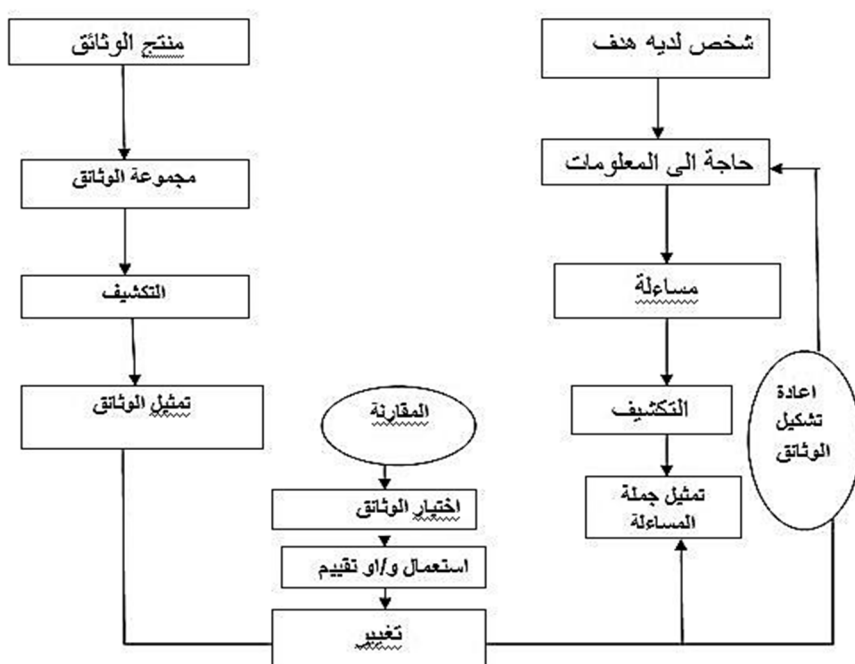 شخص لديه هدف
حاجة الى المعلومات
مساءلة
التكشيف
تمثيل جملة
المساءلة
اعادة
تشكيل
الوثائق
منتج الوثائق
مجموعة الوثائق
التكشيف
تمثيل الوثائق
المقارنة
اختيار الوثائق
استعمال و/او تقييم
تغيير